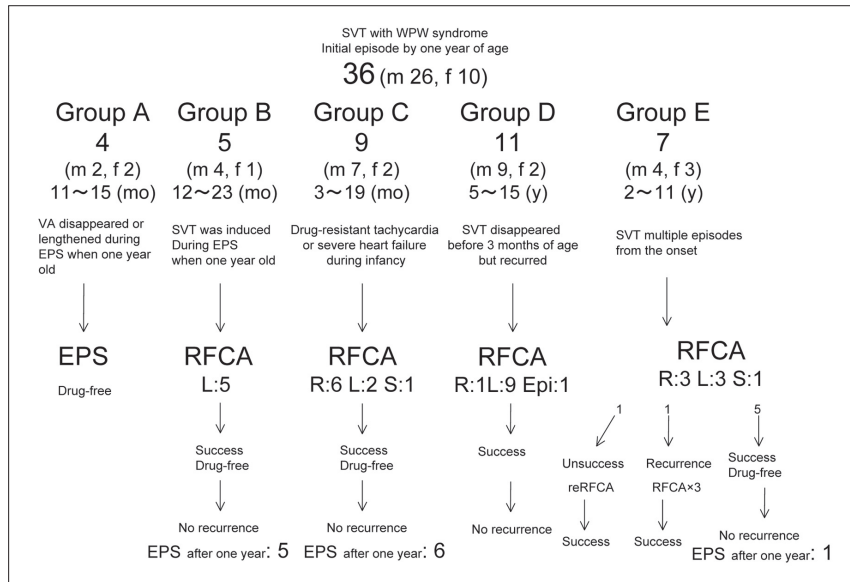 SVT with WPW syndrome
Initial episode by one year of age
36 (m 26, f 10)
Group A
4
(m 2, f 2)
11～15 (mo)
VA disappeared or
lengthened during
EPS when one year
old
EPS
Drug-free
Group B
5
(m 4, f 1)
12～23 (mo)
SVT was induced
During EPS
when one year old
RFCA
L:5
Success
Drug-free
No recurrence
EPS after one year: 5
Group C
9
(m 7, f 2)
3～19 (mo)
Drug-resistant tachycardia
or severe heart failure
during infancy
RFCA
R:6 L:2 S:1
Success
Drug-free
No recurrence
EPS after one year: 6
Group D
11
(m 9, f 2)
5～15 (y)
SVT disappeared
before 3 months of age
but recurred
RFCA
R:1L:9 Epi:1
Success
No recurrence
Group E
7
(m 4, f 3)
2～11 (y)
SVT multiple episodes
from the onset
RFCA
R:3 L:3 S:1
1
Unsuccess
reRFCA
Success
1
Recurrence
RFCA×3
Success
5
Success
Drug-free
No recurrence
EPS after one year: 1